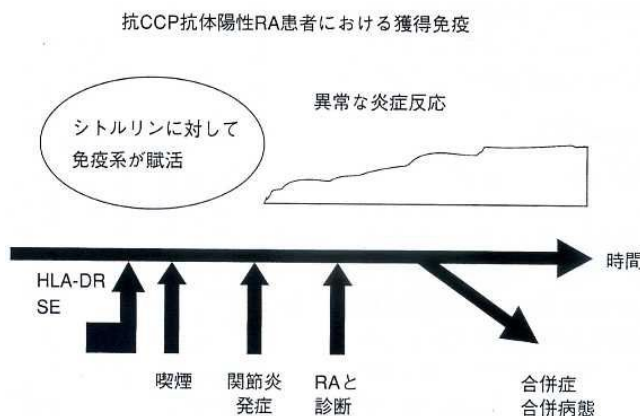 抗CCP抗体陽性RA患者における獲得免疫
異常な炎症反応
シトルリンに対して
免疫系が賦活
時間
HLA-DR
SE
喫煙
関節炎
発症
RAと
診断
合併症
合併病態